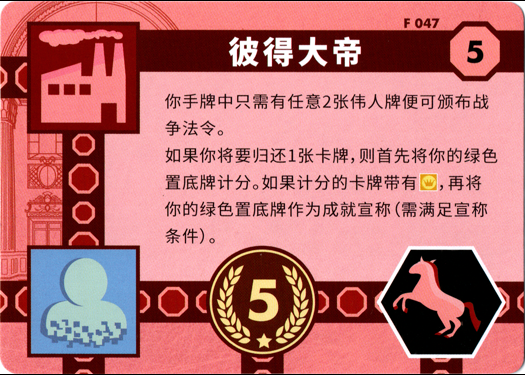 F 047
彼得大帝
5
你手牌中只需有任意2张伟人牌便可颁布战
争法令。
如果你将要归还1张卡牌,则首先将你的绿色
置底牌计分。如果计分的卡牌带有 ,再将
你的绿色置底牌作为成就宣称(需满足宣称
条件)。
5